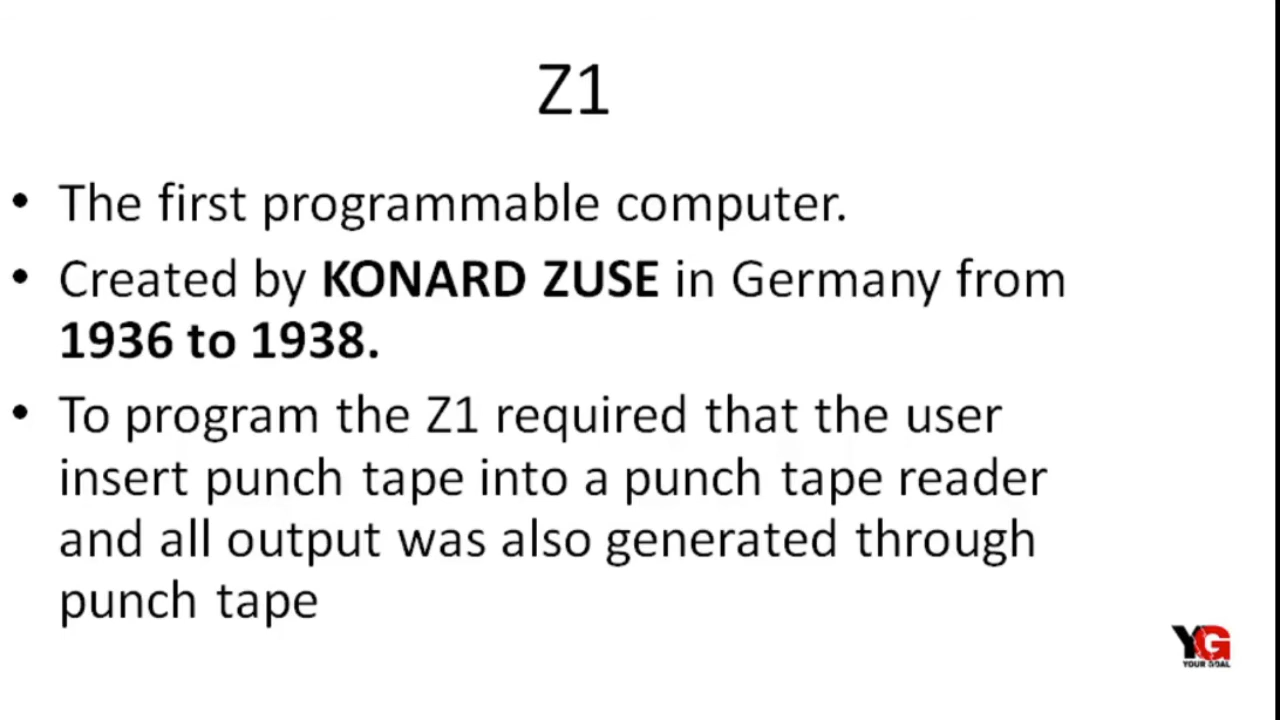 Z1
• The first programmable computer.
• Created by KONARD ZUSE in Germany from
1936 to 1938.
• To program the Z1 required that the user
insert punch tape into a punch tape reader
and all output was also generated through
punch tape
YG
YOUR GOAL